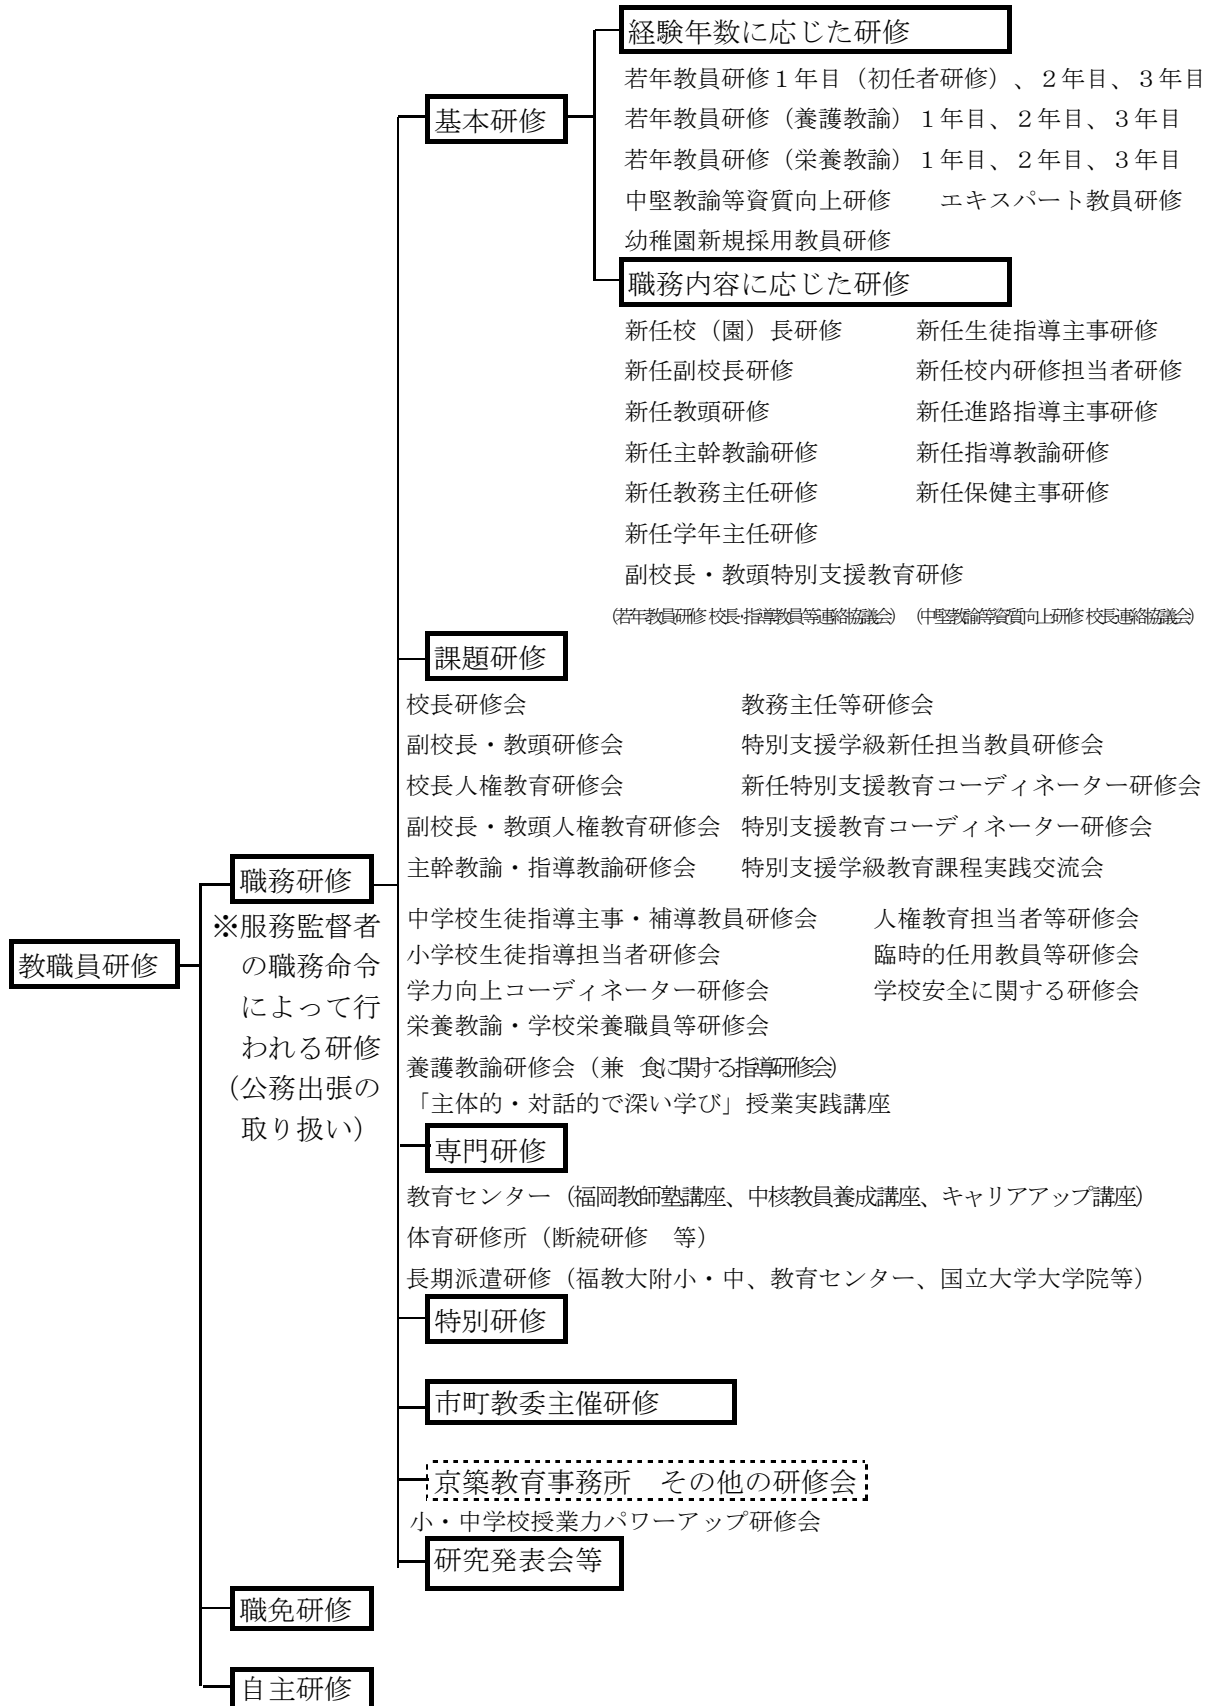 経験年数に応じた研修
若年教員研修１年目（初任者研修）、２年目、３年目
基本研修
若年教員研修（養護教諭）１年目、２年目、３年目
若年教員研修（栄養教諭）１年目、２年目、３年目
中堅教諭等資質向上研修　　エキスパート教員研修
幼稚園新規採用教員研修
職務内容に応じた研修
新任校（園）長研修　　　新任生徒指導主事研修
新任副校長研修　　　　　新任校内研修担当者研修
新任教頭研修　　　　　　新任進路指導主事研修
新任主幹教諭研修　　　　新任指導教諭研修
新任教務主任研修　　　　新任保健主事研修
新任学年主任研修
副校長・教頭特別支援教育研修
（若年教員研修 校長・指導教員等連絡協議会）　（中堅教諭等資質向上研修 校長連絡協議会）
課題研修
校長研修会　　　教務主任等研修会
副校長・教頭研修会　　　特別支援学級新任担当教員研修会
校長人権教育研修会　　　新任特別支援教育コーディネーター研修会
副校長・教頭人権教育研修会　特別支援教育コーディネーター研修会
主幹教諭・指導教諭研修会　　特別支援学級教育課程実践交流会
中学校生徒指導主事・補導教員研修会　　人権教育担当者等研修会
小学校生徒指導担当者研修会　　臨時的任用教員等研修会
学力向上コーディネーター研修会　　学校安全に関する研修会
栄養教諭・学校栄養職員等研修会
養護教諭研修会（兼　食に関する指導研修会）
「主体的・対話的で深い学び」授業実践講座
職務研修
※服務監督者
の職務命令
によって行
われる研修
（公務出張の
取り扱い）
教職員研修
専門研修
教育センター（福岡教師塾講座、中核教員養成講座、キャリアアップ講座）
体育研修所（断続研修　等）
長期派遣研修（福教大附小・中、教育センター、国立大学大学院等）
特別研修
市町教委主催研修
京築教育事務所　その他の研修会
小・中学校授業力パワーアップ研修会
研究発表会等
職免研修
自主研修